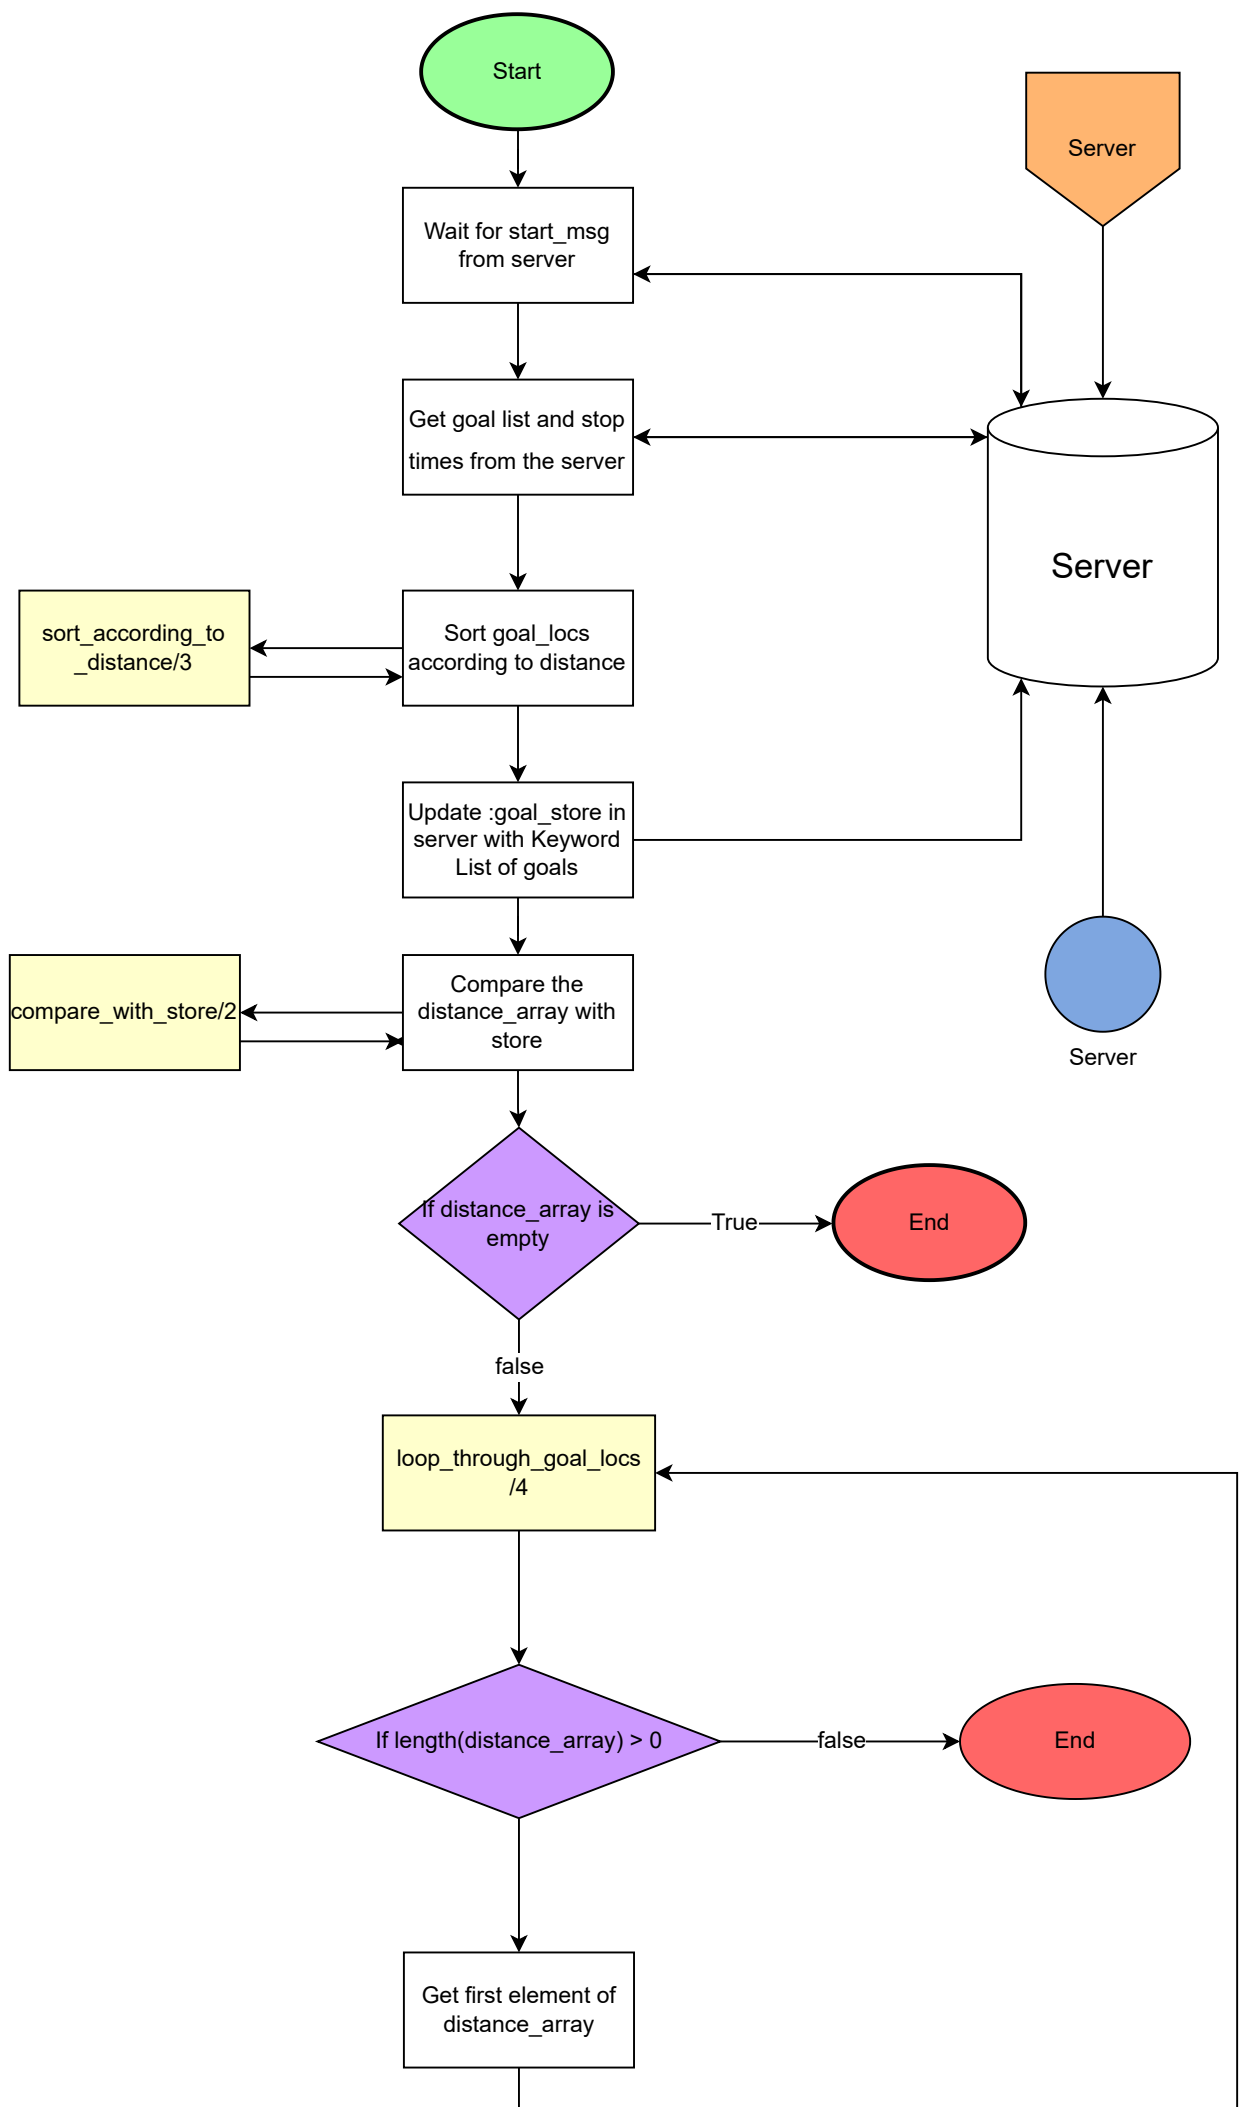 Start
Server
Wait for start_msg
from server
Get goal list and stop
times from the server
Server
sort_according_to
_distance/3
Sort goal_locs
according to distance
Update :goal_store in
server with Keyword
List of goals
compare_with_store/2
Compare the
distance_array with
store
Server
If distance_array is
empty
True
End
false
loop_through_goal_locs
/4
If length(distance_array) > 0
false
End
Get first element of
distance_array